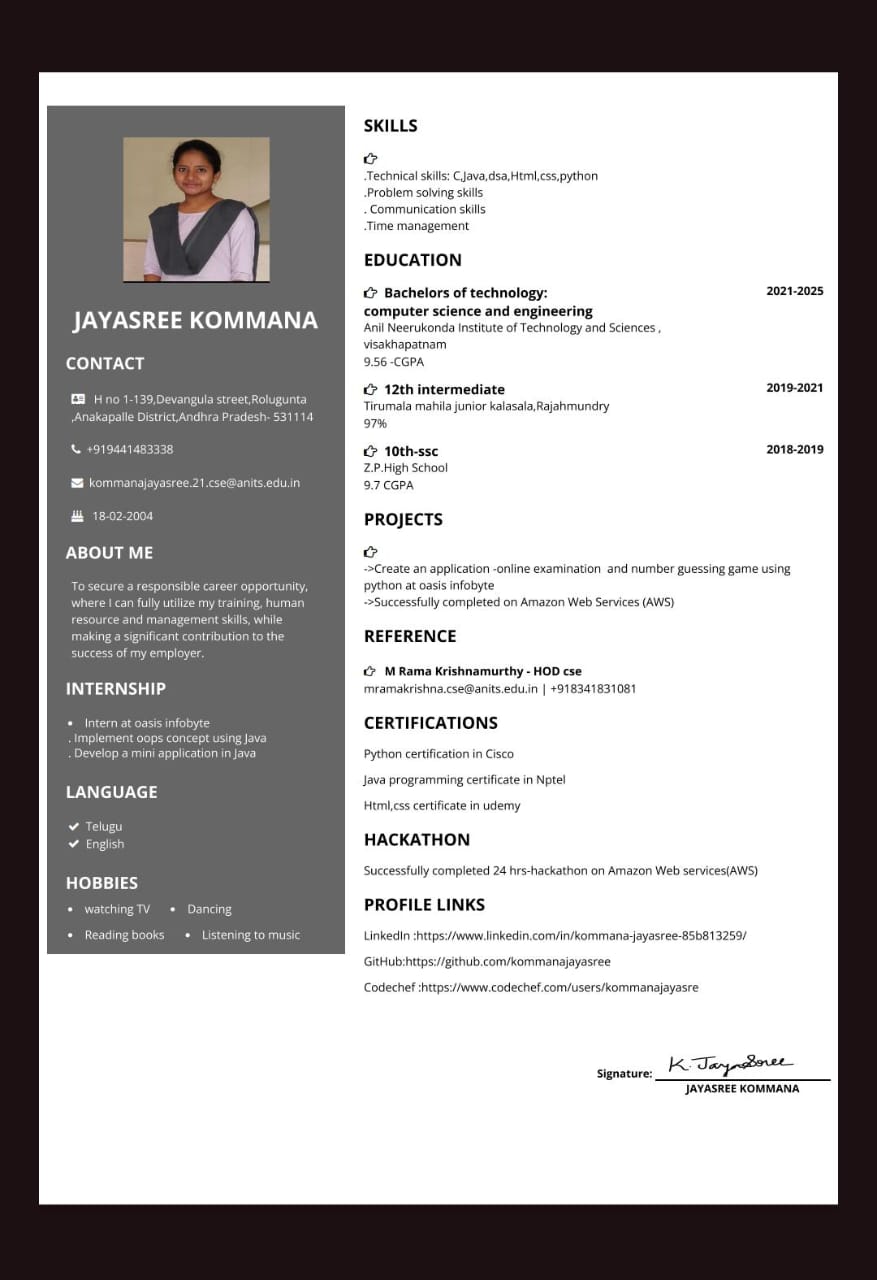 JAYASREE KOMMANA
CONTACT
H no 1-139,Devangula street,Rolugunta
,Anakapalle District,Andhra Pradesh- 531114
+919441483338
kommanajayasree.21.cse@anits.edu.in
18-02-2004
ABOUT ME
To secure a responsible career opportunity,
where I can fully utilize my training, human
resource and management skills, while
making a significant contribution to the
success of my employer.
INTERNSHIP
• Intern at oasis infobyte
. Implement oops concept using Java
. Develop a mini application in Java
LANGUAGE
✔ Telugu
✔ English
HOBBIES
• watching TV • Dancing
• Reading books • Listening to music
SKILLS
.Technical skills: C,Java,dsa,Html,css,python
.Problem solving skills
. Communication skills
.Time management
EDUCATION
Bachelors of technology: 2021-2025
computer science and engineering
Anil Neerukonda Institute of Technology and Sciences ,
visakhapatnam
9.56 -CGPA
12th intermediate 2019-2021
Tirumala mahila junior kalasala,Rajahmundry
97%
10th-ssc 2018-2019
Z.P.High School
9.7 CGPA
PROJECTS
->Create an application -online examination and number guessing game using
python at oasis infobyte
->Successfully completed on Amazon Web Services (AWS)
REFERENCE
M Rama Krishnamurthy - HOD cse
mramakrishna.cse@anits.edu.in | +918341831081
CERTIFICATIONS
Python certification in Cisco
Java programming certificate in Nptel
Html,css certificate in udemy
HACKATHON
Successfully completed 24 hrs-hackathon on Amazon Web services(AWS)
PROFILE LINKS
LinkedIn :https://www.linkedin.com/in/kommana-jayasree-85b813259/
GitHub:https://github.com/kommanajayasree
Codechef :https://www.codechef.com/users/kommanajayasre
Signature: K. JayaSree
JAYASREE KOMMANA